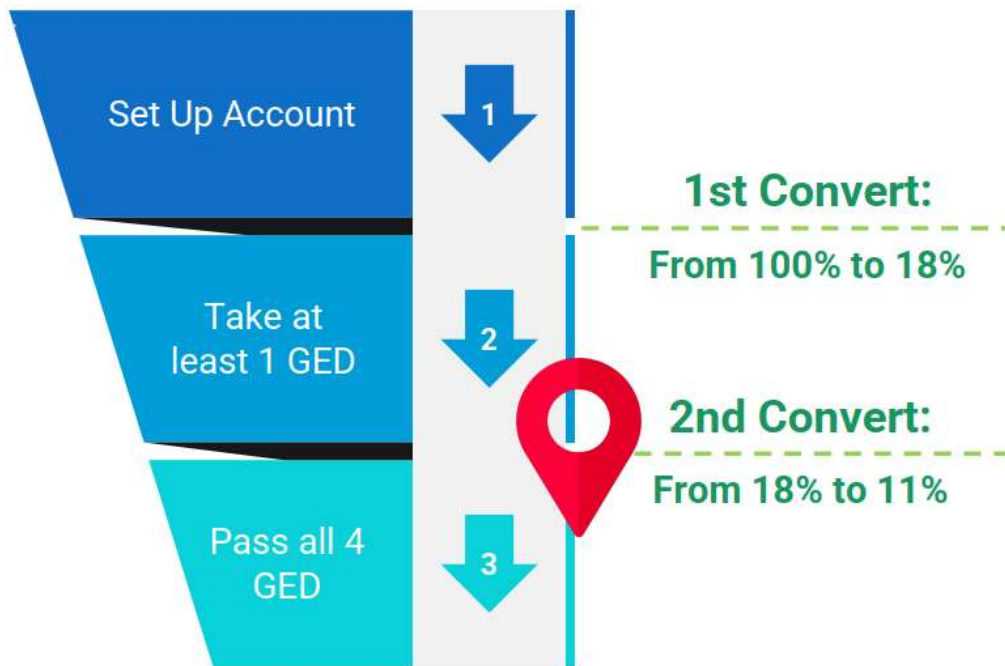 Set Up Account
1
1st Convert:
From 100% to 18%
Take at
least 1 GED
2
2nd Convert:
From 18% to 11%
Pass all 4
GED
3